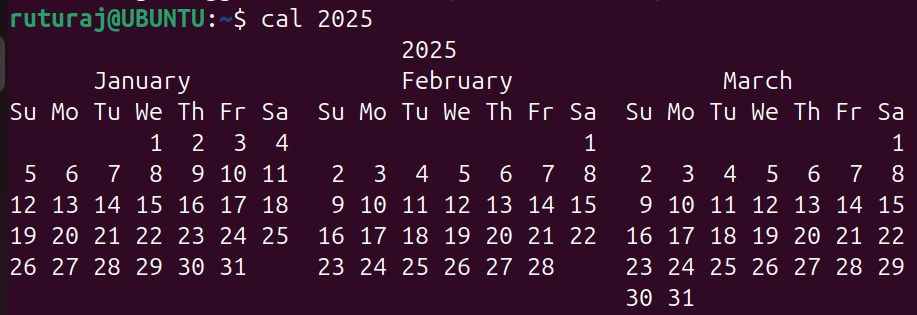 ruturaj@UBUNTU:~$ cal 2025
                            2025
      January               February               March
Su Mo Tu We Th Fr Sa  Su Mo Tu We Th Fr Sa  Su Mo Tu We Th Fr Sa
          1  2  3  4                     1                     1
 5  6  7  8  9 10 11   2  3  4  5  6  7  8   2  3  4  5  6  7  8
12 13 14 15 16 17 18   9 10 11 12 13 14 15   9 10 11 12 13 14 15
19 20 21 22 23 24 25  16 17 18 19 20 21 22  16 17 18 19 20 21 22
26 27 28 29 30 31     23 24 25 26 27 28     23 24 25 26 27 28 29
                                            30 31